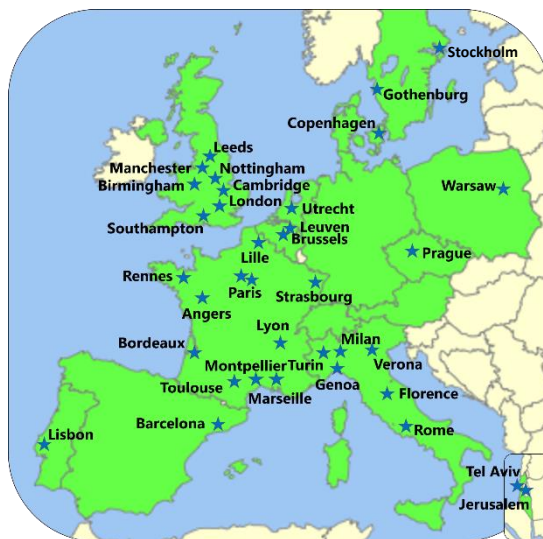 Stockholm
Gothenburg
Copenhagen
Leeds
Manchester
Nottingham
Birmingham
Cambridge
London
Warsaw
Utrecht
Southampton
Leuven
Brussels
Lille
Prague
Rennes
Paris
Strasbourg
Angers
Lyon
Bordeaux
Milan
Montpellier
Turin
Verona
Toulouse
Genoa
Marseille
Florence
Barcelona
Lisbon
Rome
Tel Aviv
Jerusalem